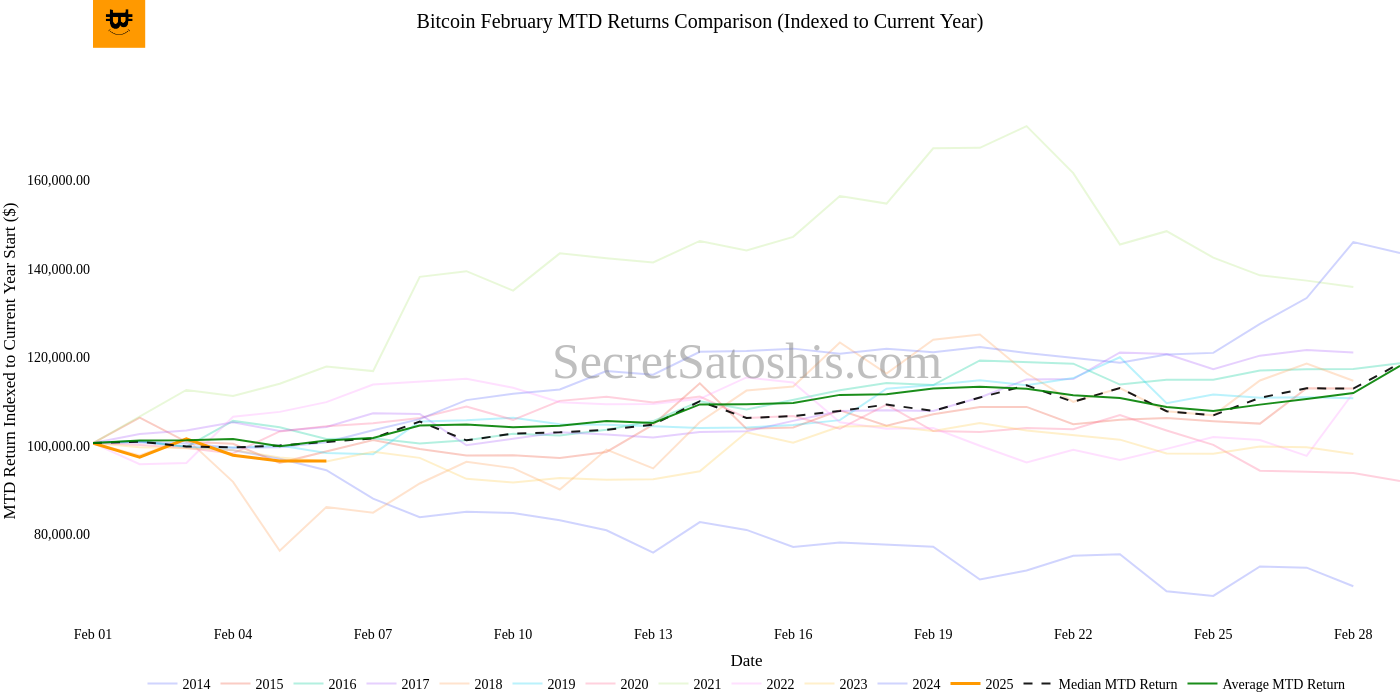 Bitcoin February MTD Returns Comparison (Indexed to Current Year)
MTD Return Indexed to Current Year Start ($)
160,000.00
140,000.00
120,000.00
100,000.00
80,000.00
SecretSatoshis.com
Feb 01 Feb 04 Feb 07 Feb 10 Feb 13 Feb 16 Feb 19 Feb 22 Feb 25 Feb 28
Date
2014 2015 2016 2017 2018 2019 2020 2021 2022 2023 2024 2025 Median MTD Return Average MTD Return